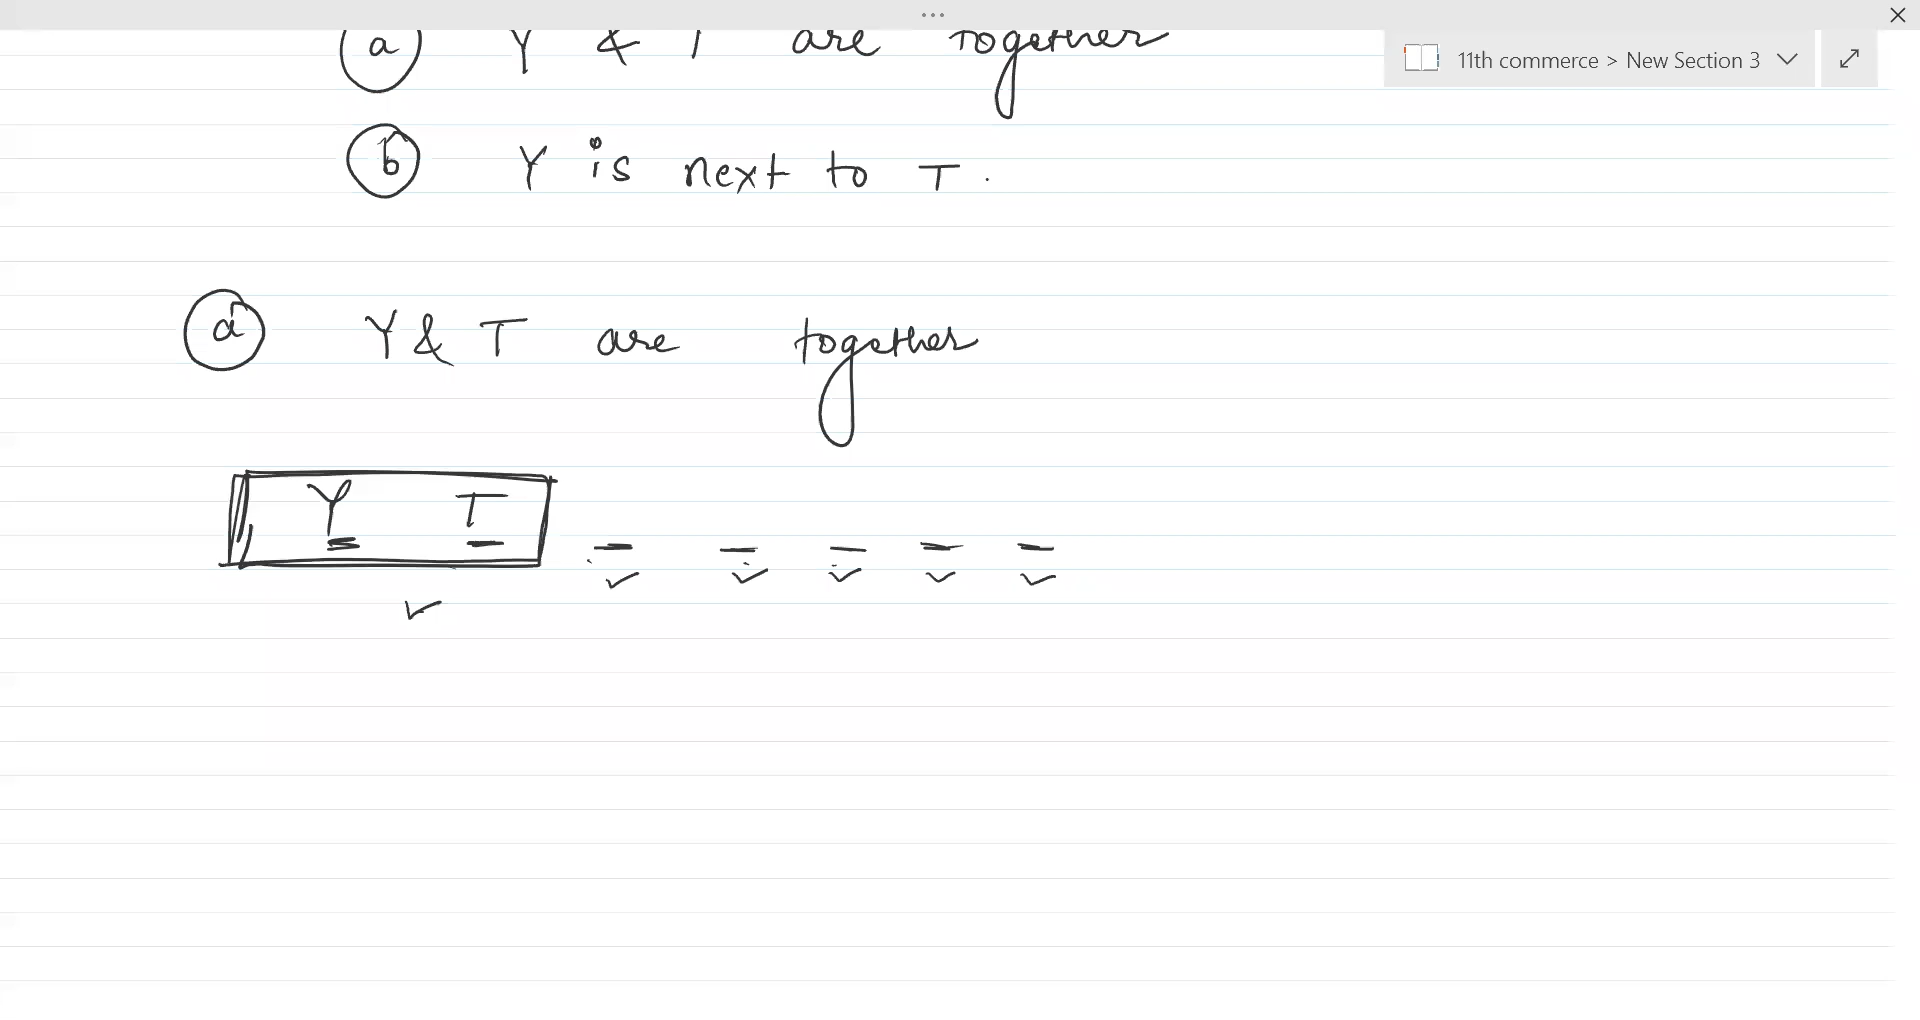 (a) Y & T are together
11th commerce > New Section 3
(b) Y is next to T.
(a) Y & T are together
Y T